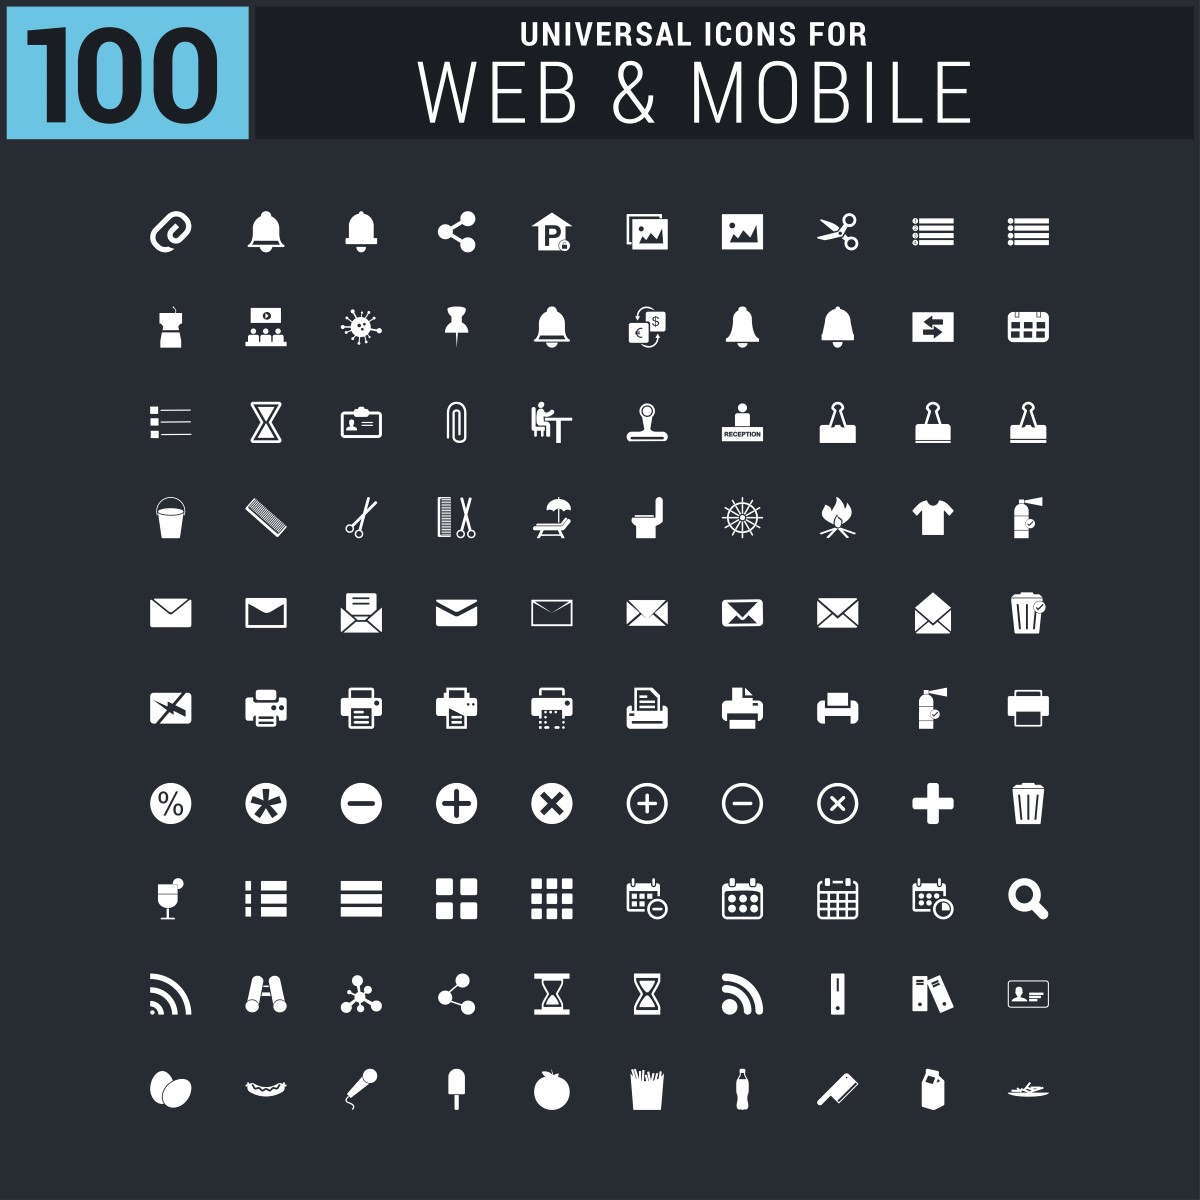 100
UNIVERSAL ICONS FOR
WEB & MOBILE
P
$
€
RECEPTION
%
*